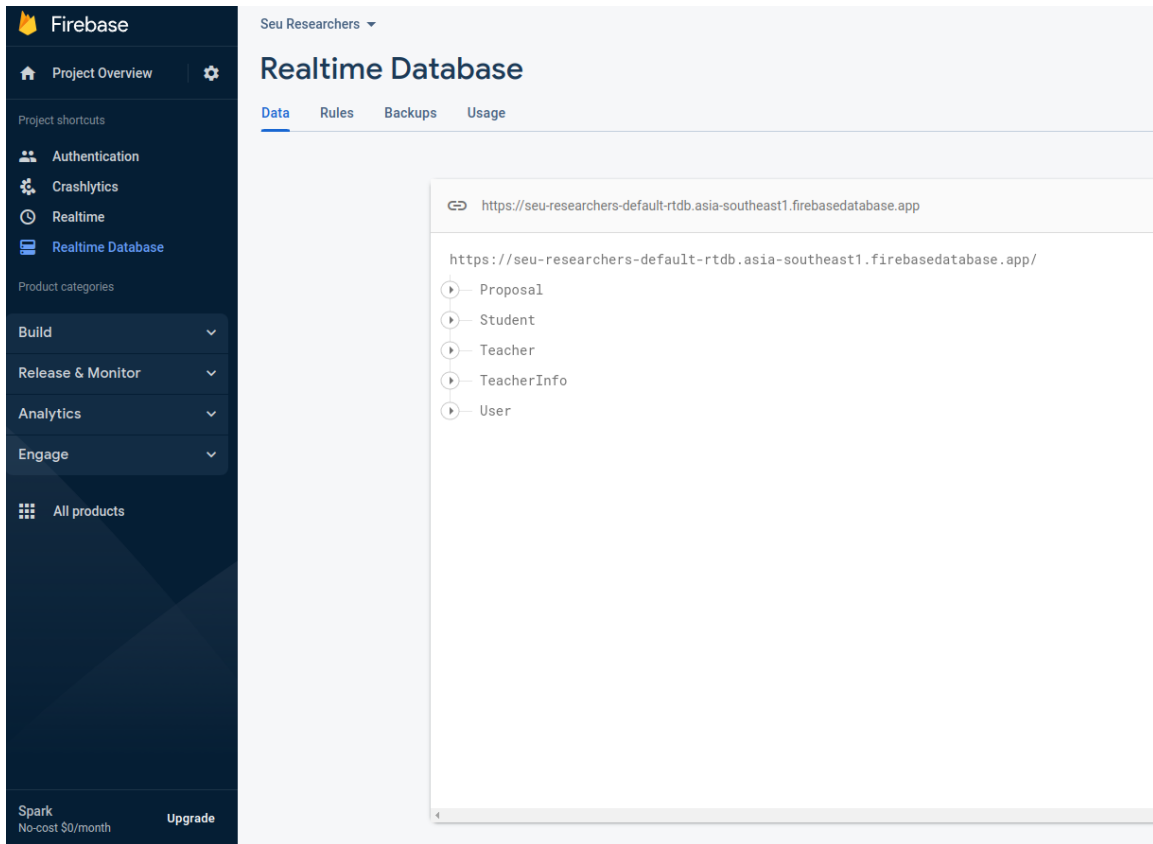 Firebase
Project Overview
Project shortcuts
Authentication
Crashlytics
Realtime
Realtime Database
Product categories
Build
Release & Monitor
Analytics
Engage
All products
Spark
No-cost $0/month
Upgrade
Seu Researchers
Realtime Database
Data Rules Backups Usage
https://seu-researchers-default-rtdb.asia-southeast1.firebasedatabase.app
https://seu-researchers-default-rtdb.asia-southeast1.firebasedatabase.app/
Proposal
Student
Teacher
TeacherInfo
User